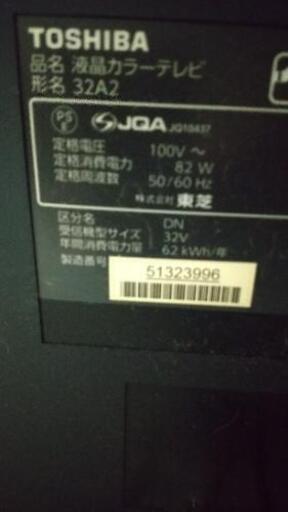 TOSHIBA
品名 液晶カラーテレビ
形名 32A2
PS E JQA JQ10437
定格電圧 100V ～
定格消費電力 82 W
定格周波数 50/60 Hz
株式会社 東芝
区分名 DN
受信機型サイズ 32V
年間消費電力量 62 kWh/年
製造番号 51323996